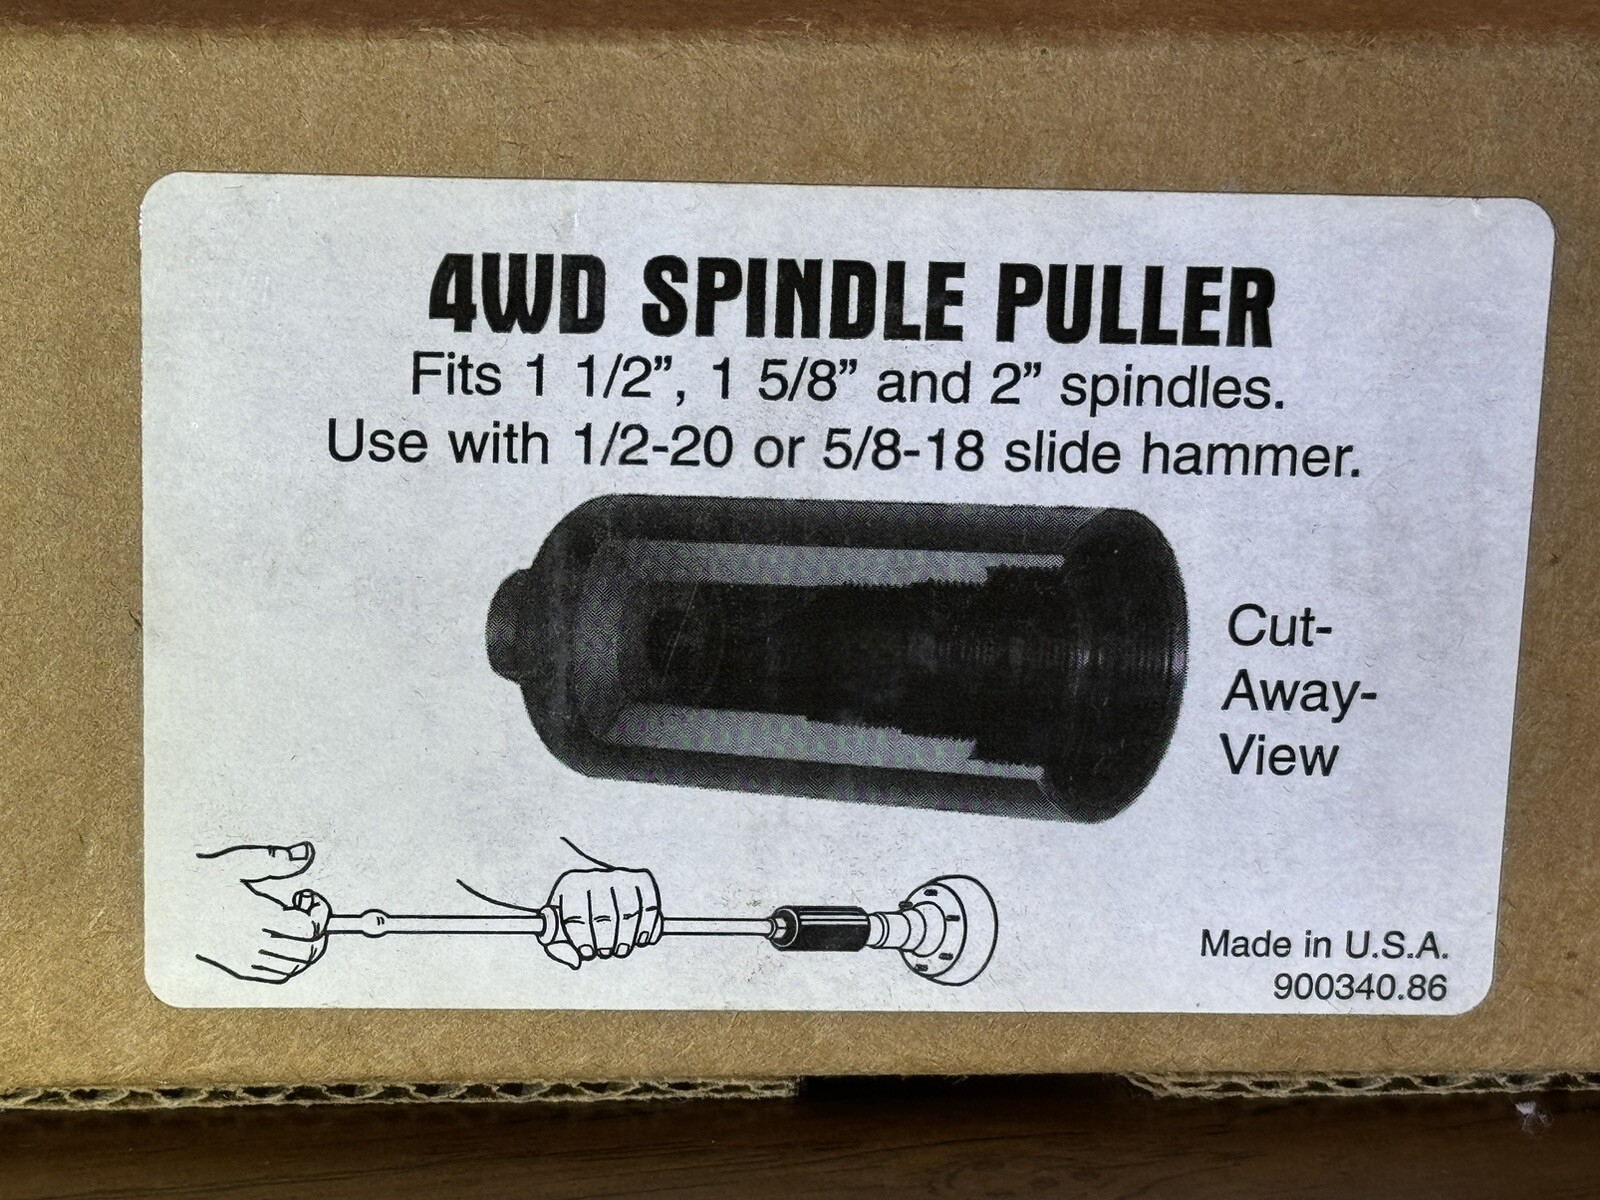 4WD SPINDLE PULLER
Fits 1 1/2”, 1 5/8” and 2” spindles.
Use with 1/2-20 or 5/8-18 slide hammer.
Cut-
Away-
View
Made in U.S.A.
900340.86